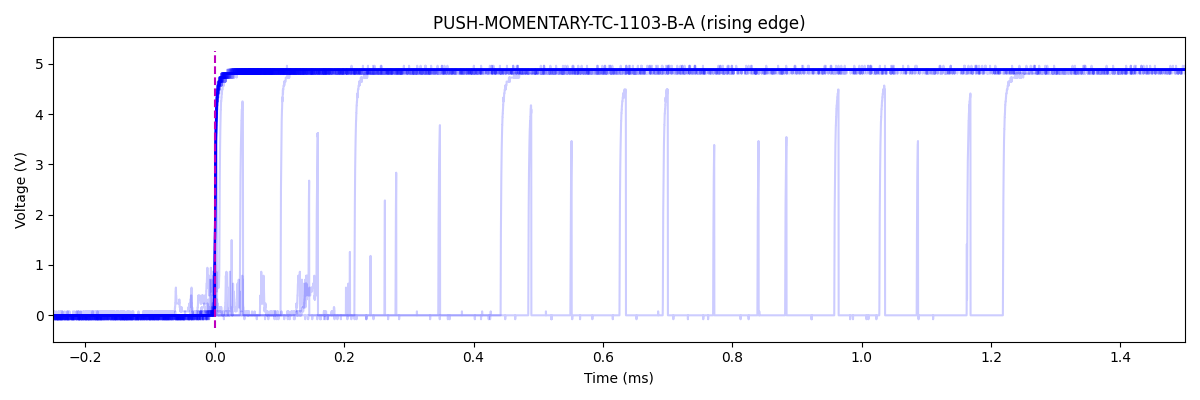 PUSH-MOMENTARY-TC-1103-B-A (rising edge)
5
4
3
2
1
0
Voltage (V)
−0.2 0.0 0.2 0.4 0.6 0.8 1.0 1.2 1.4
Time (ms)